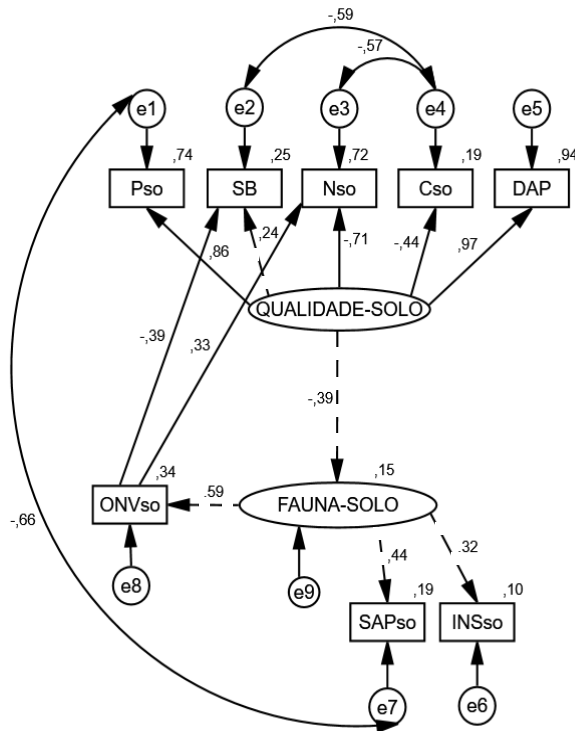 -,59
-,57
e1 e2 e3 e4 e5
,74 ,25 ,72 ,19 ,94
Pso SB Nso Cso DAP
,86 ,24 -,71 -,44 ,97
QUALIDADE-SOLO
-,39 ,33
-,39
,34 ,15
ONVso .59 FAUNA-SOLO
-,66
,44 .32
e8 e9
,19 ,10
SAPso INSso
e7 e6